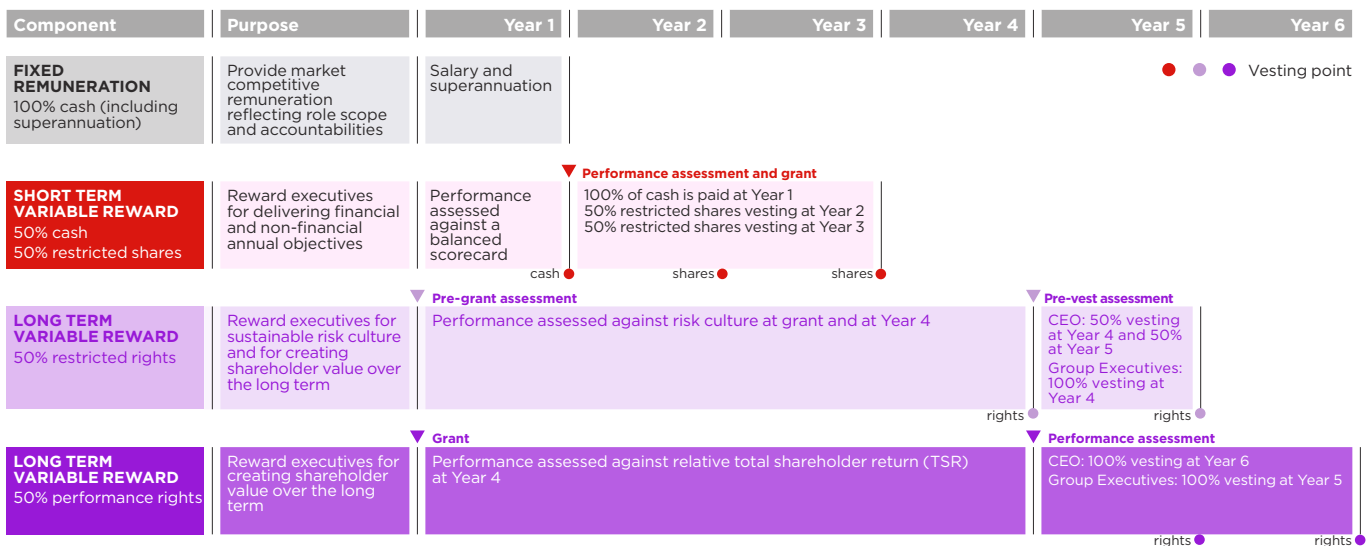 Component
Purpose
Year 1
Year 2
Year 3
Year 4
Year 5
Year 6
FIXED
REMUNERATION
100% cash (including
superannuation)
Provide market
competitive
remuneration
reflecting role scope
and accountabilities
Salary and
superannuation
Vesting point
SHORT TERM
VARIABLE REWARD
50% cash
50% restricted shares
Reward executives
for delivering financial
and non-financial
annual objectives
Performance
assessed
against a
balanced
scorecard
Performance assessment and grant
100% of cash is paid at Year 1
50% restricted shares vesting at Year 2
50% restricted shares vesting at Year 3
cash
shares
shares
LONG TERM
VARIABLE REWARD
50% restricted rights
Reward executives for
sustainable risk culture
and for creating
shareholder value over
the long term
Pre-grant assessment
Performance assessed against risk culture at grant and at Year 4
Pre-vest assessment
CEO: 50% vesting
at Year 4 and 50%
at Year 5
Group Executives:
100% vesting at
Year 4
rights
rights
LONG TERM
VARIABLE REWARD
50% performance rights
Reward executives for
creating shareholder
value over the long
term
Grant
Performance assessed against relative total shareholder return (TSR)
at Year 4
Performance assessment
CEO: 100% vesting at Year 6
Group Executives: 100% vesting at Year 5
rights
rights